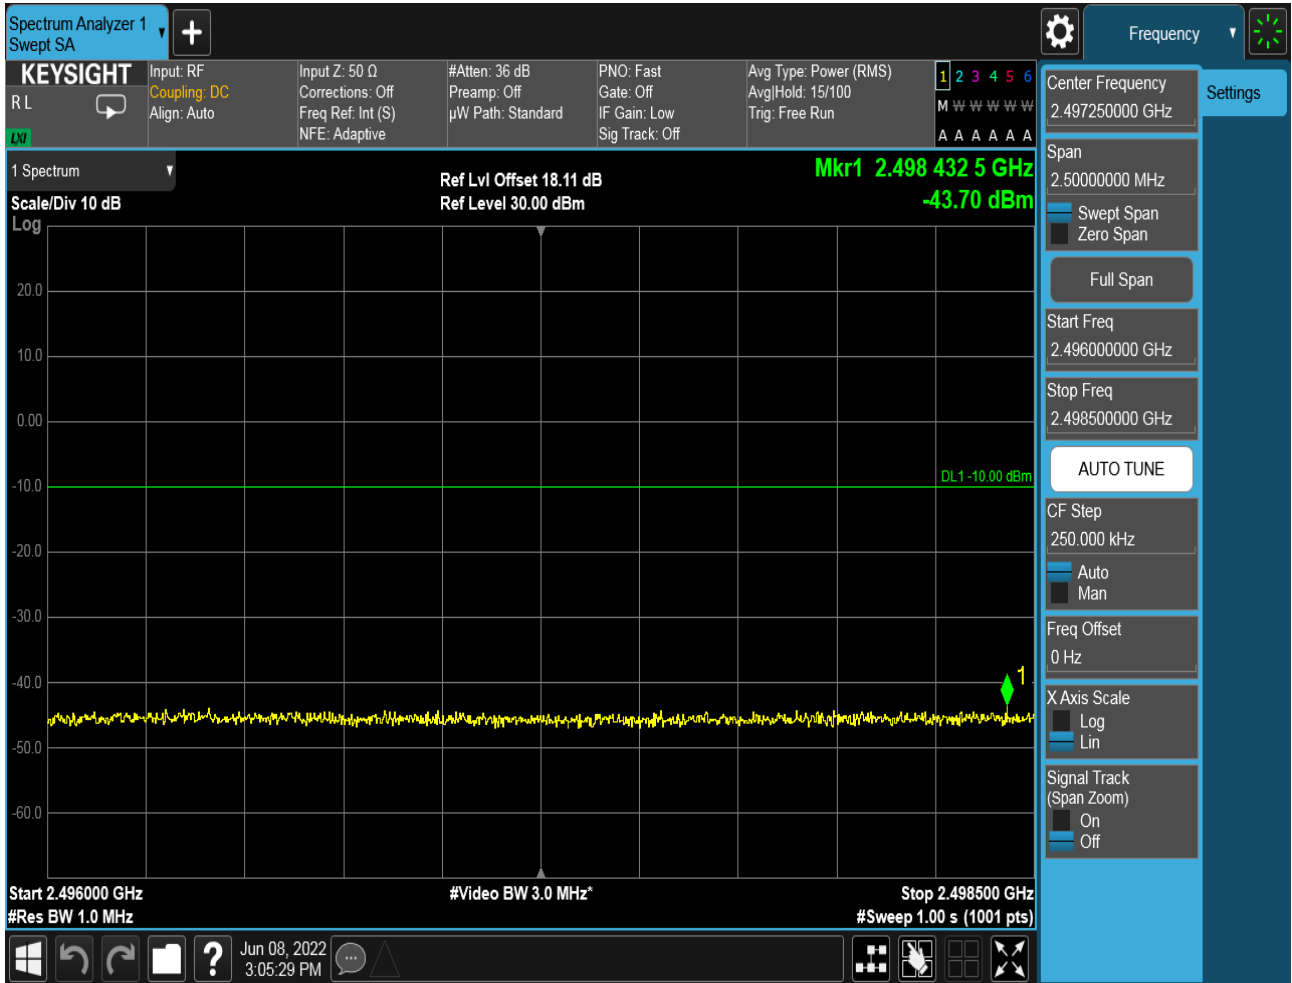 Spectrum Analyzer 1
Swept SA
Frequency
KEYSIGHT
R L
LXI
Input: RF
Coupling: DC
Align: Auto
Input Z: 50 Ω
Corrections: Off
Freq Ref: Int (S)
NFE: Adaptive
#Atten: 36 dB
Preamp: Off
µW Path: Standard
PNO: Fast
Gate: Off
IF Gain: Low
Sig Track: Off
Avg Type: Power (RMS)
Avg|Hold: 15/100
Trig: Free Run
1 2 3 4 5 6
M W W W W W
A A A A A A
1 Spectrum
Scale/Div 10 dB
Log
Ref Lvl Offset 18.11 dB
Ref Level 30.00 dBm
Mkr1 2.498 432 5 GHz
-43.70 dBm
20.0
10.0
0.00
-10.0
-20.0
-30.0
-40.0
-50.0
-60.0
DL1 -10.00 dBm
1
Start 2.496000 GHz
#Res BW 1.0 MHz
#Video BW 3.0 MHz*
Stop 2.498500 GHz
#Sweep 1.00 s (1001 pts)
Center Frequency
2.497250000 GHz
Settings
Span
2.50000000 MHz
Swept Span
Zero Span
Full Span
Start Freq
2.496000000 GHz
Stop Freq
2.498500000 GHz
AUTO TUNE
CF Step
250.000 kHz
Auto
Man
Freq Offset
0 Hz
X Axis Scale
Log
Lin
Signal Track
(Span Zoom)
On
Off
?
Jun 08, 2022
3:05:29 PM